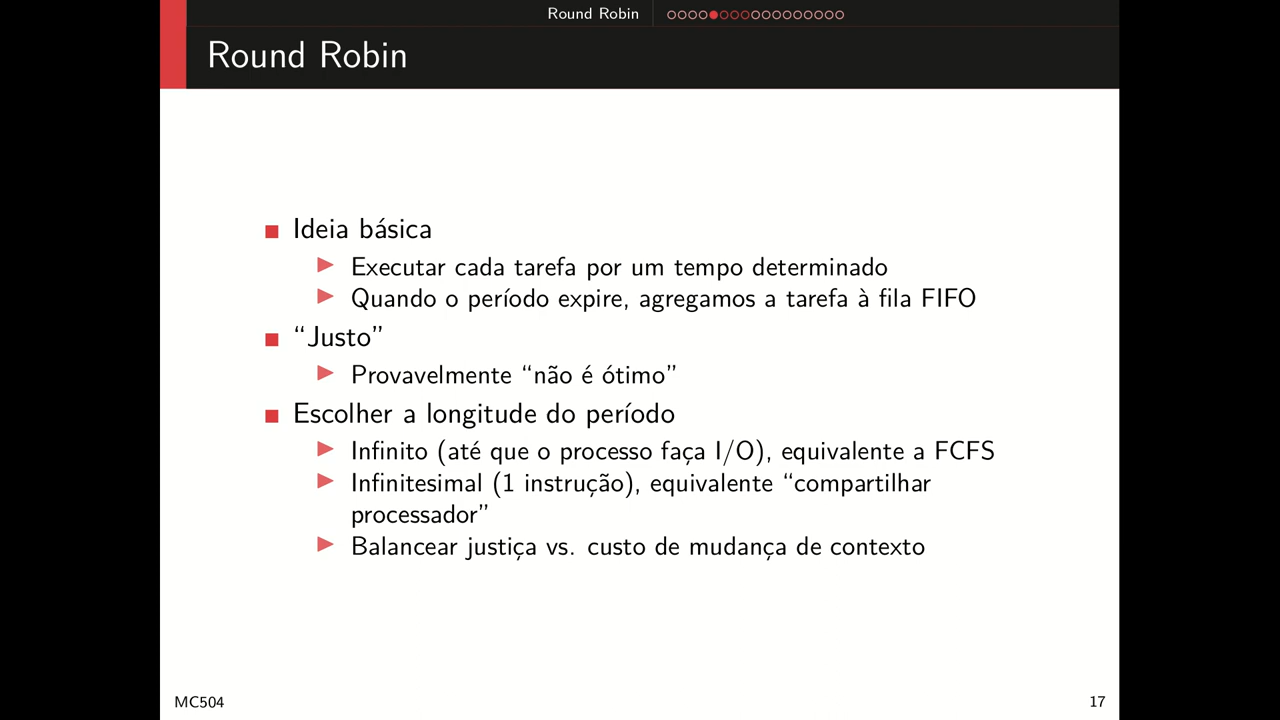 Round Robin
Round Robin
Ideia básica
Executar cada tarefa por um tempo determinado
Quando o período expire, agregamos a tarefa à fila FIFO
“Justo”
Provavelmente “não é ótimo”
Escolher a longitude do período
Infinito (até que o processo faça I/O), equivalente a FCFS
Infinitesimal (1 instrução), equivalente “compartilhar
processador”
Balancear justiça vs. custo de mudança de contexto
MC504
17